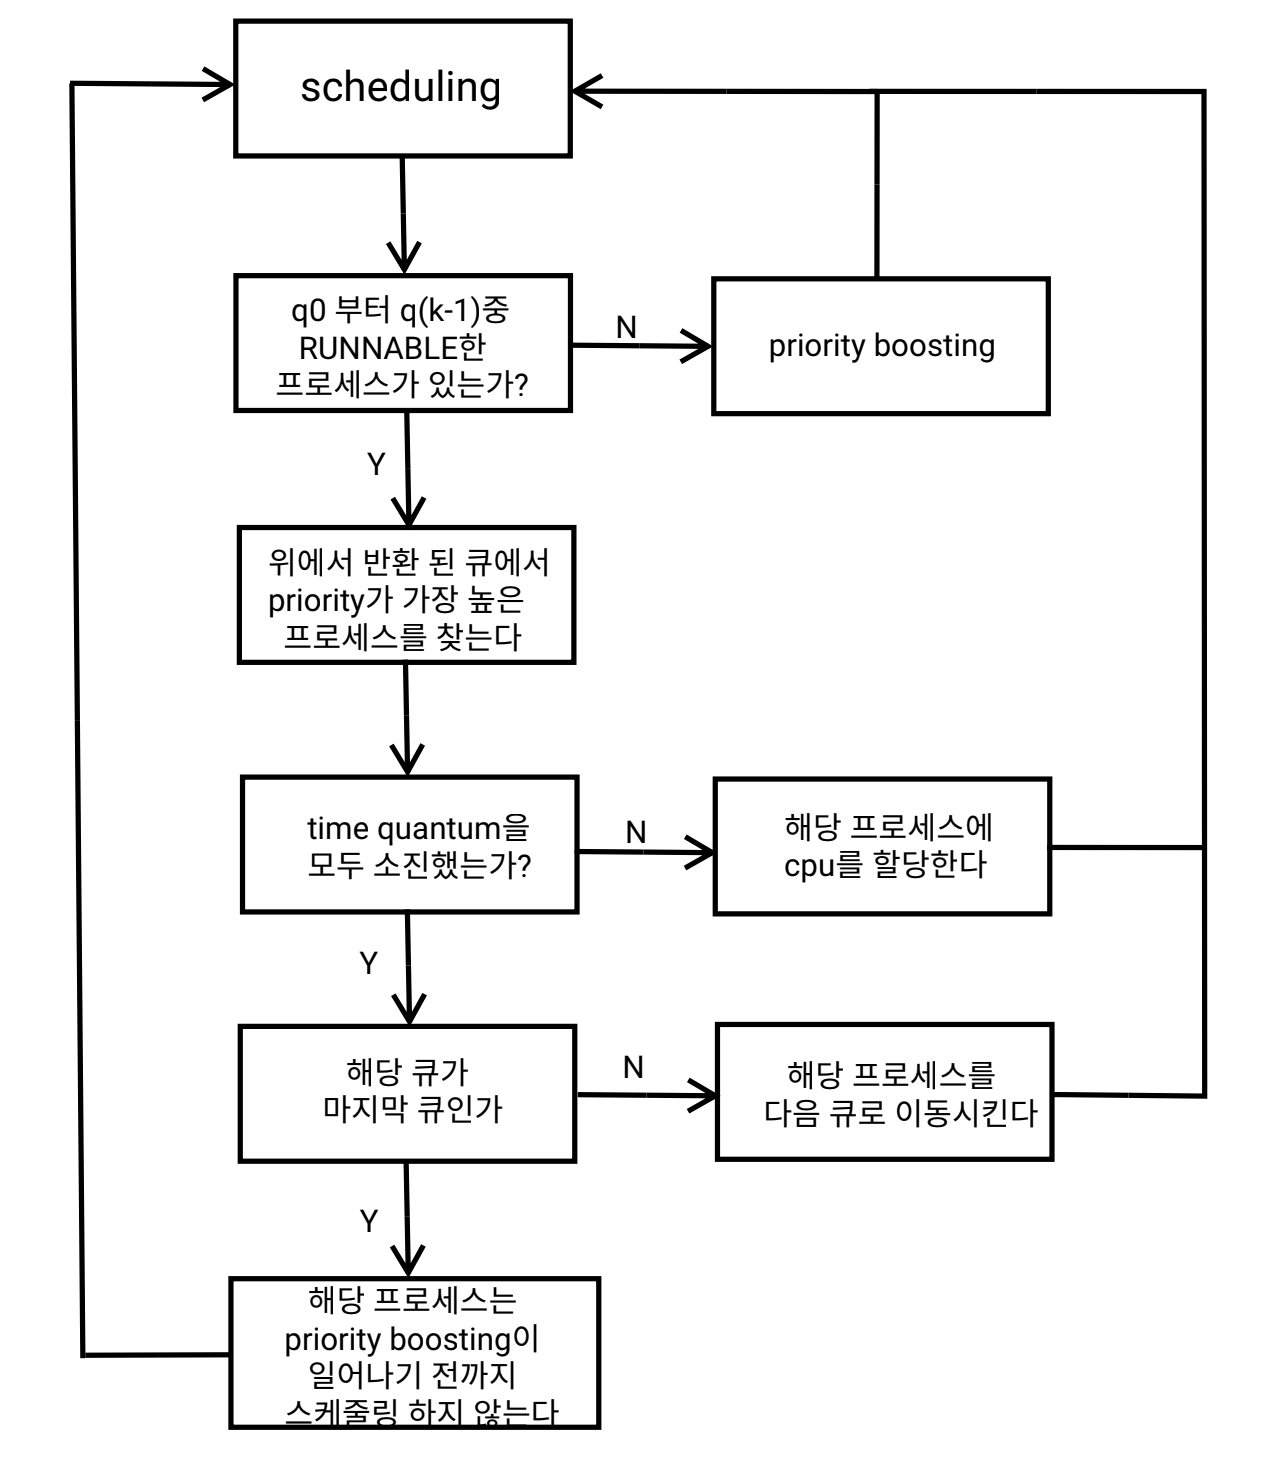 scheduling
q0 부터 q(k-1)중
RUNNABLE한
프로세스가 있는가?
N
priority boosting
Y
위에서 반환 된 큐에서
priority가 가장 높은
프로세스를 찾는다
time quantum을
모두 소진했는가?
N
해당 프로세스에
cpu를 할당한다
Y
해당 큐가
마지막 큐인가
N
해당 프로세스를
다음 큐로 이동시킨다
Y
해당 프로세스는
priority boosting이
일어나기 전까지
스케줄링 하지 않는다